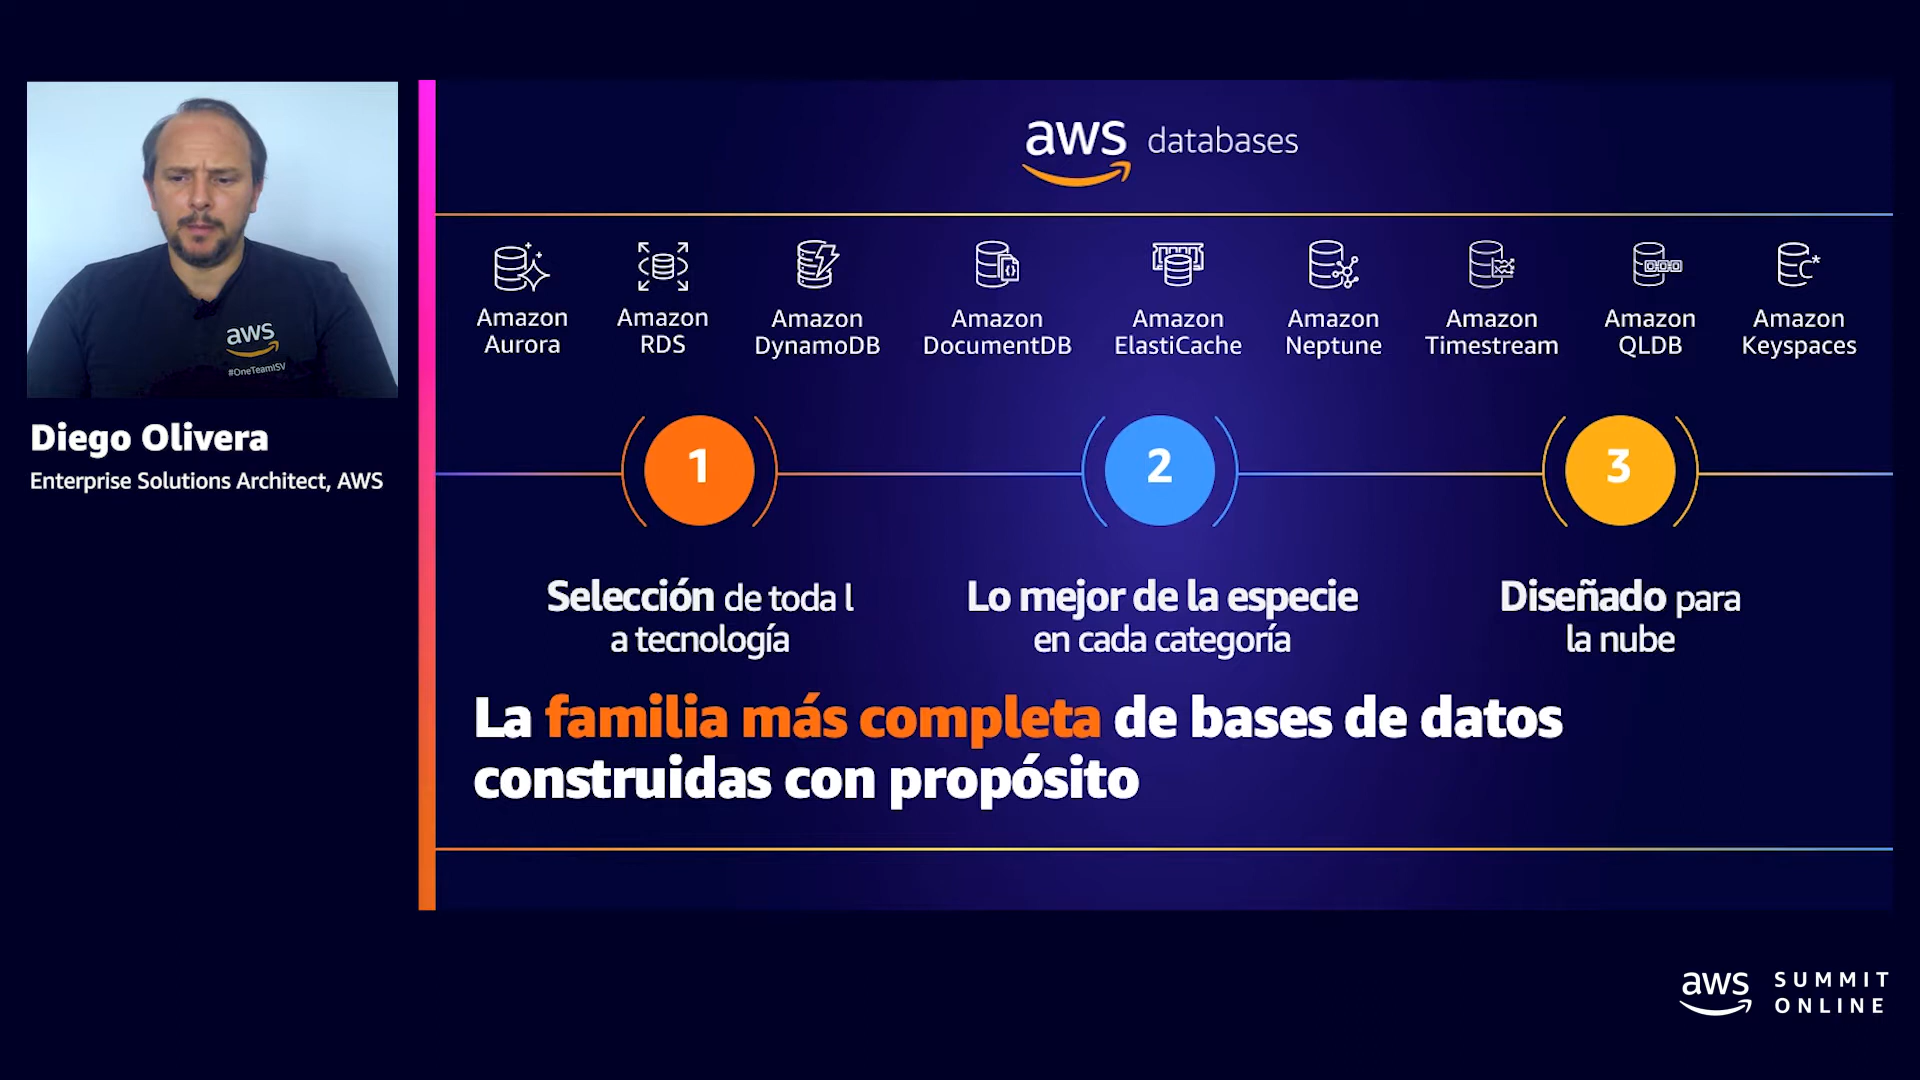 aws
#OneTeamISV
Diego Olivera
Enterprise Solutions Architect, AWS
aws databases
Amazon Aurora
Amazon RDS
Amazon DynamoDB
Amazon DocumentDB
Amazon ElastiCache
Amazon Neptune
Amazon Timestream
Amazon QLDB
Amazon Keyspaces
1
2
3
Selección de toda l
a tecnología
Lo mejor de la especie
en cada categoría
Diseñado para
la nube
La familia más completa de bases de datos
construidas con propósito
aws SUMMIT
ONLINE